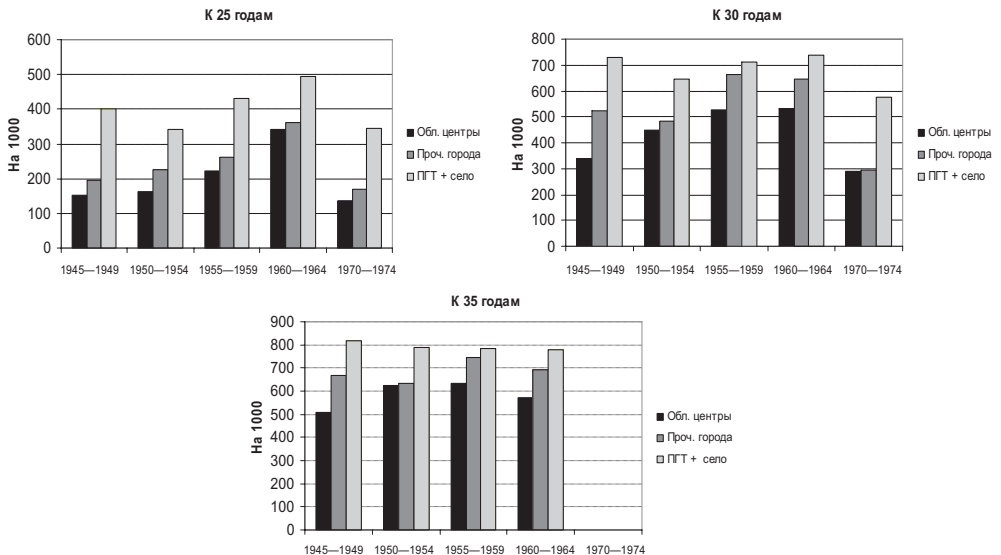 К 25 годам
600
500
400
300
200
100
0
На 1000
1945—1949 1950—1954 1955—1959 1960—1964 1970—1974
Обл. центры
Проч. города
ПГТ + село
К 30 годам
800
700
600
500
400
300
200
100
0
На 1000
1945—1949 1950—1954 1955—1959 1960—1964 1970—1974
Обл. центры
Проч. города
ПГТ + село
К 35 годам
900
800
700
600
500
400
300
200
100
0
На 1000
1945—1949 1950—1954 1955—1959 1960—1964 1970—1974
Обл. центры
Проч. города
ПГТ + село